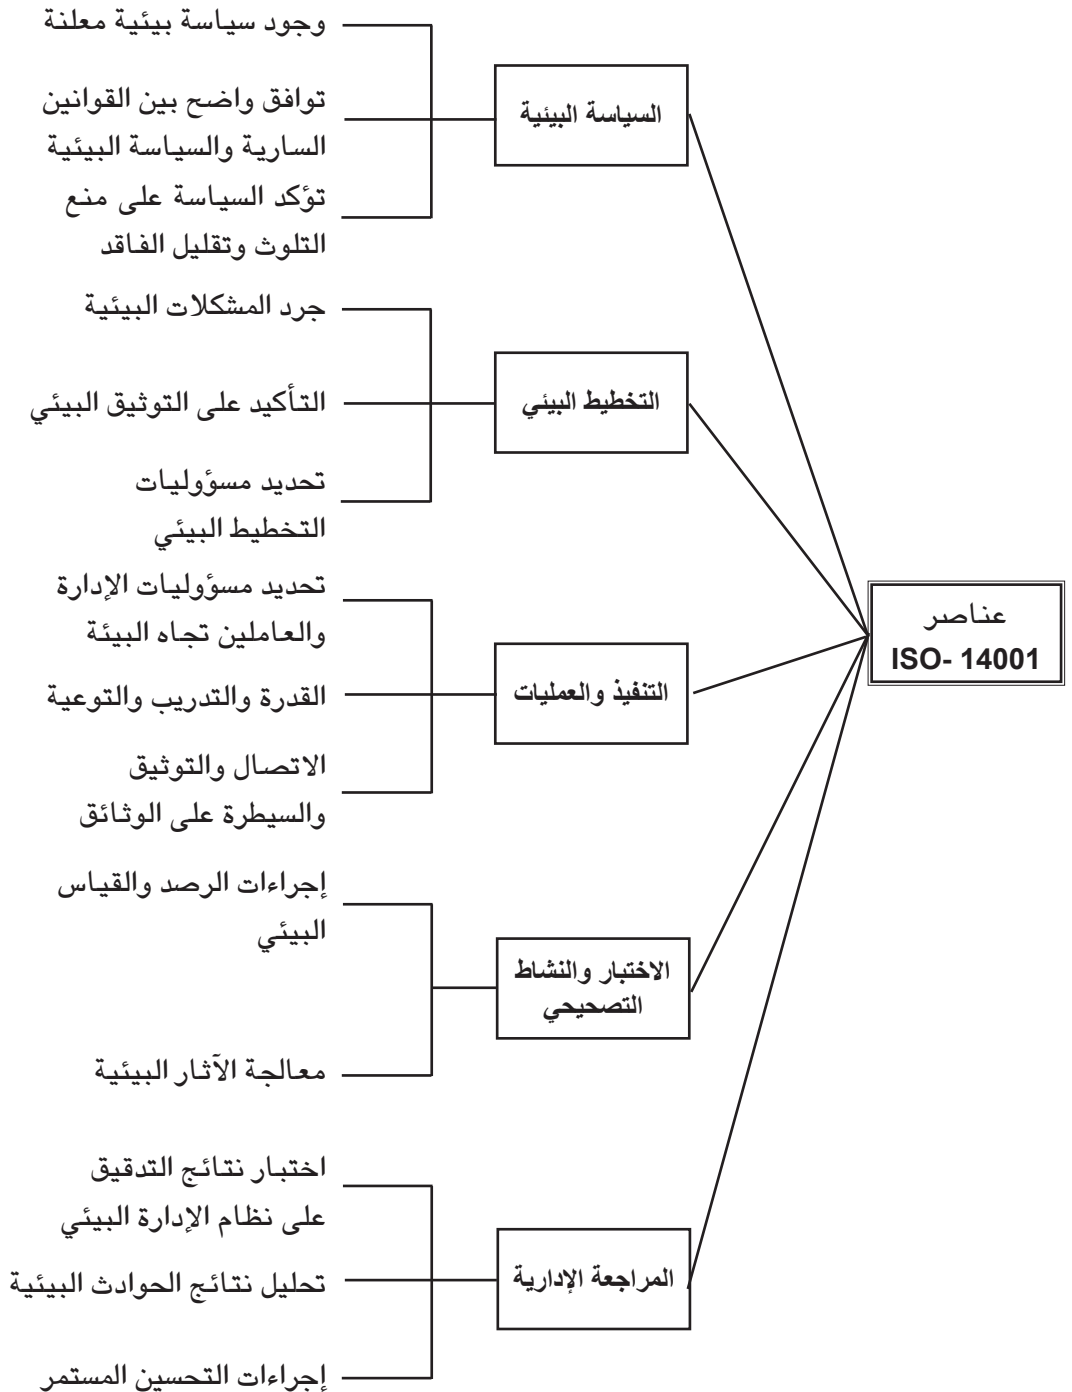 عناصر
ISO- 14001
السياسة البيئية
وجود سياسة بيئية معلنة
توافق واضح بين القوانين
السارية والسياسة البيئية
تؤكد السياسة على منع
التلوث وتقليل الفاقد
التخطيط البيئي
جرد المشكلات البيئية
التأكيد على التوثيق البيئي
تحديد مسؤوليات
التخطيط البيئي
التنفيذ والعمليات
تحديد مسؤوليات الإدارة
والعاملين تجاه البيئة
القدرة والتدريب والتوعية
الاتصال والتوثيق
والسيطرة على الوثائق
الاختبار والنشاط
التصحيحي
إجراءات الرصد والقياس
البيئي
معالجة الآثار البيئية
المراجعة الإدارية
اختبار نتائج التدقيق
على نظام الإدارة البيئي
تحليل نتائج الحوادث البيئية
إجراءات التحسين المستمر